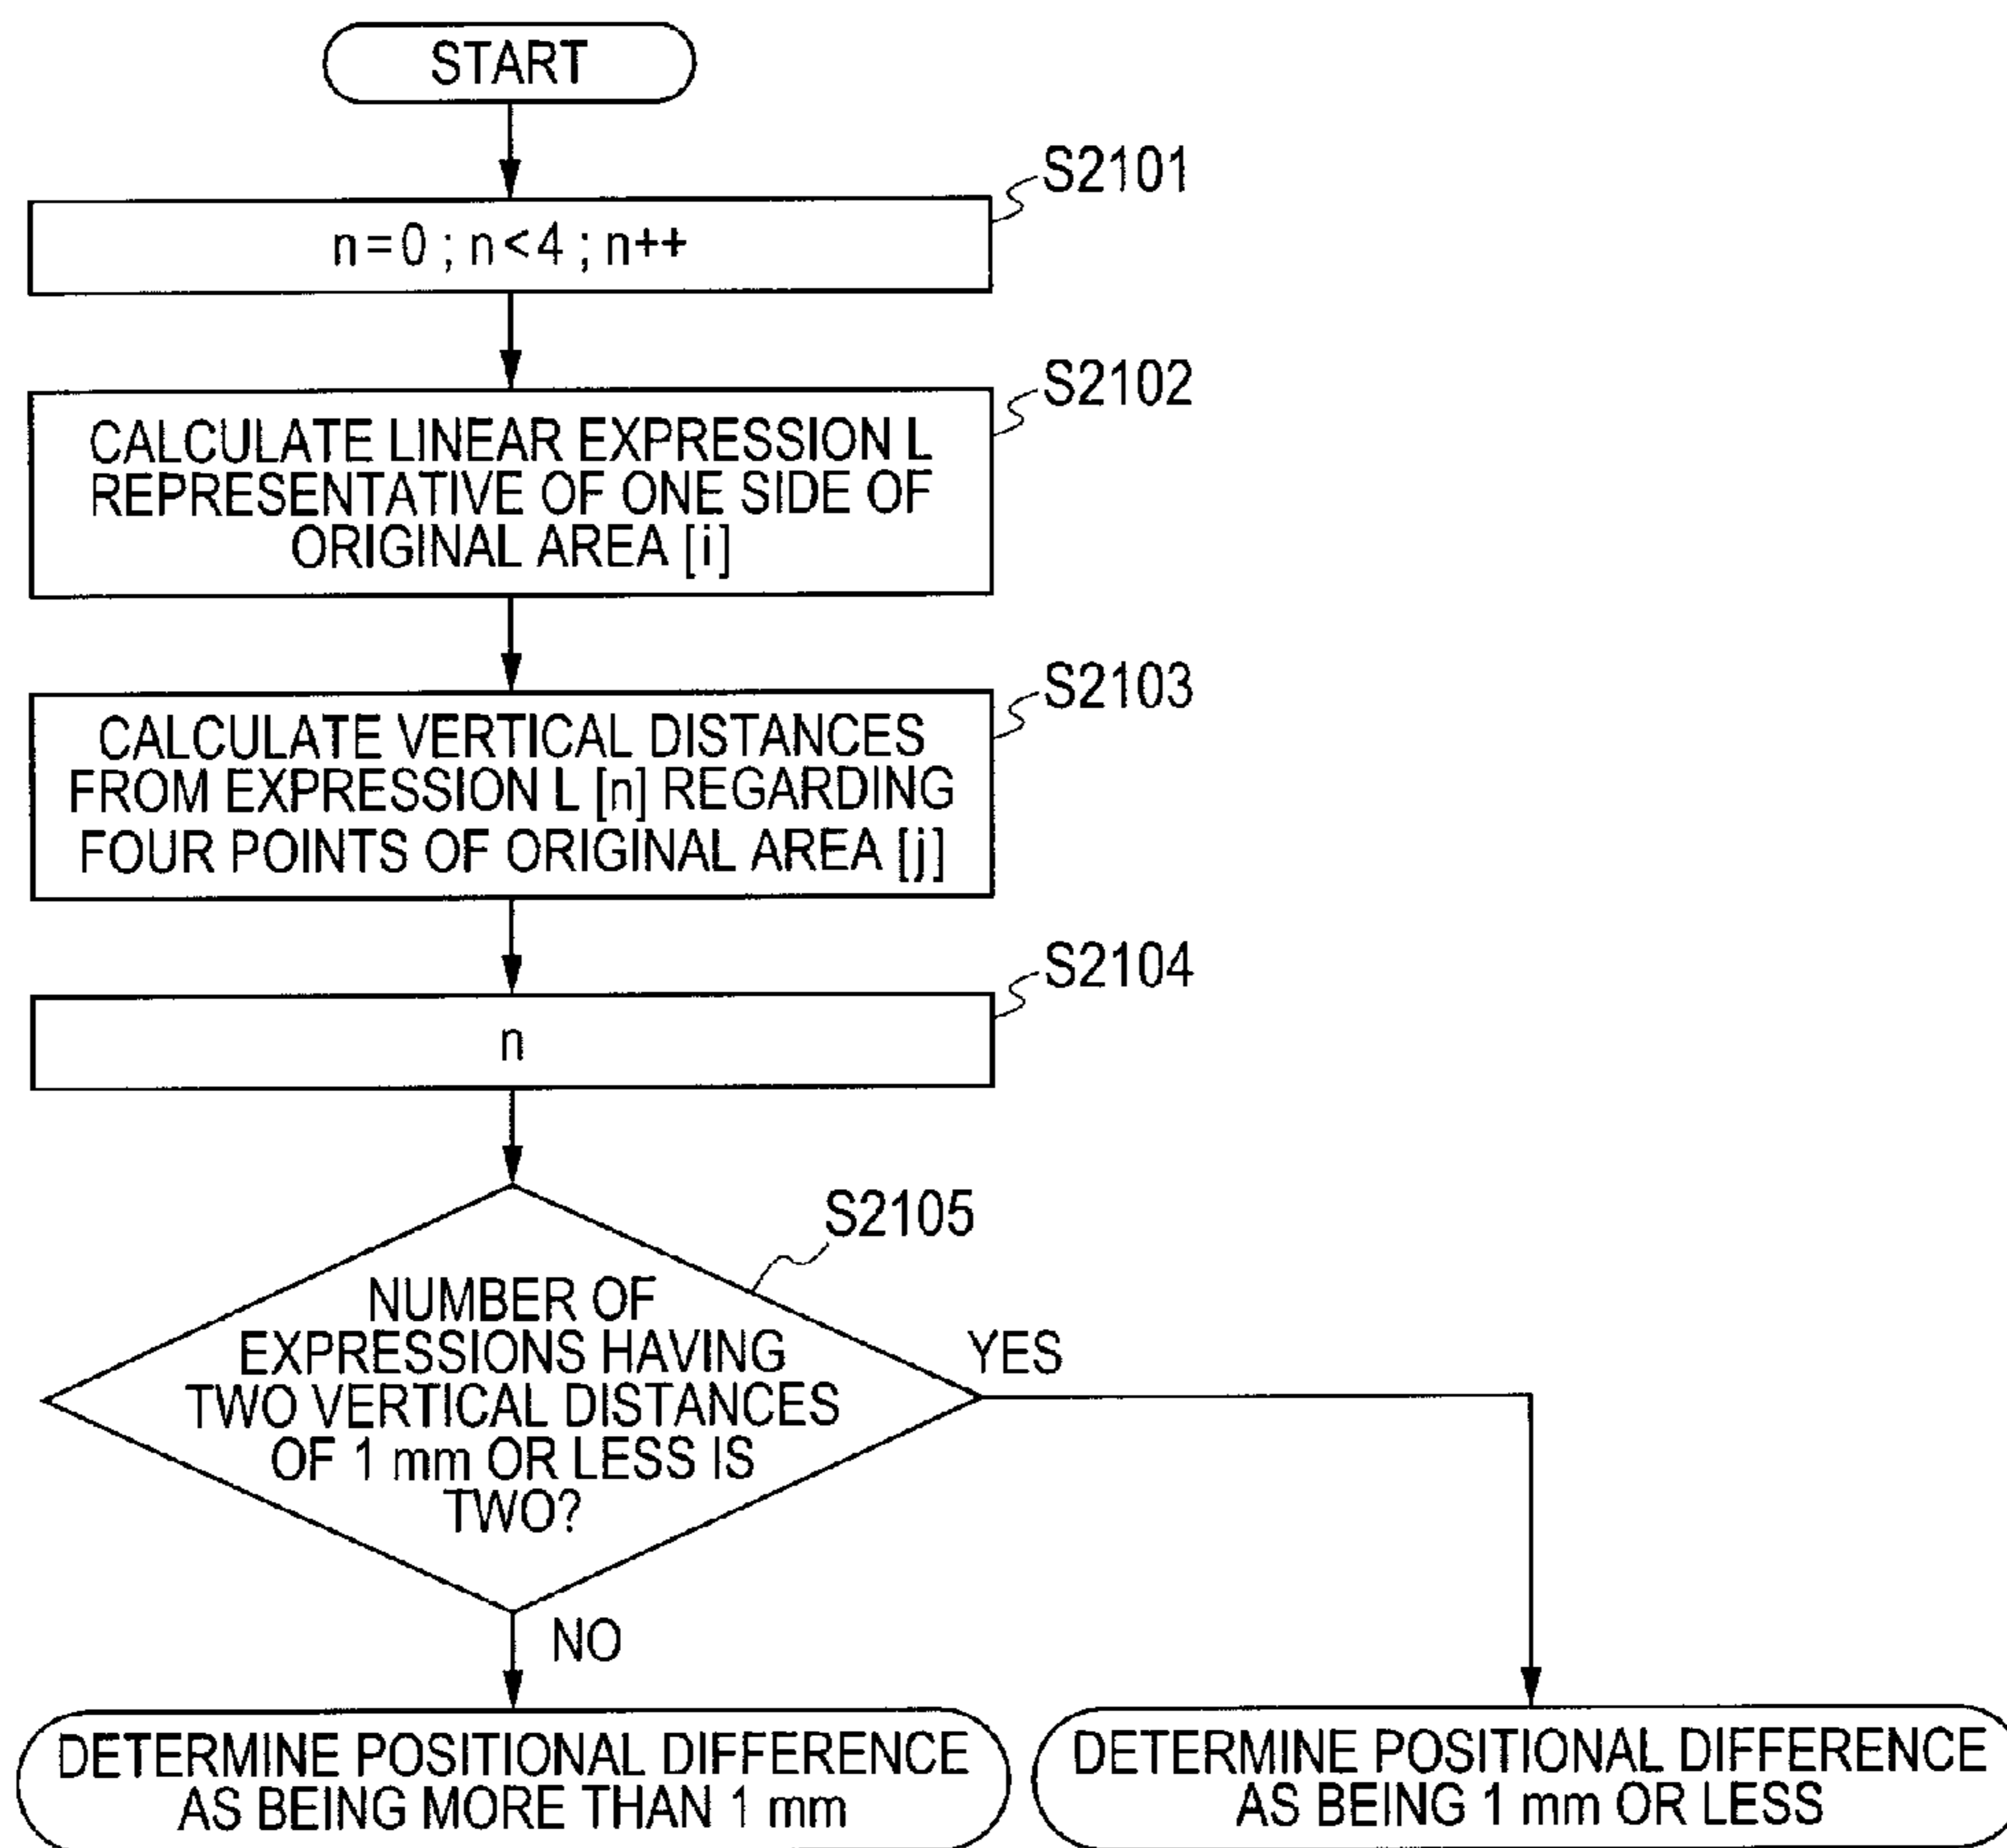 START
S2101
n=0 ; n<4 ; n++
S2102
CALCULATE LINEAR EXPRESSION L
REPRESENTATIVE OF ONE SIDE OF
ORIGINAL AREA [i]
S2103
CALCULATE VERTICAL DISTANCES
FROM EXPRESSION L [n] REGARDING
FOUR POINTS OF ORIGINAL AREA [j]
S2104
n
S2105
NUMBER OF
EXPRESSIONS HAVING
TWO VERTICAL DISTANCES
OF 1 mm OR LESS IS
TWO?
YES
NO
DETERMINE POSITIONAL DIFFERENCE
AS BEING MORE THAN 1 mm
DETERMINE POSITIONAL DIFFERENCE
AS BEING 1 mm OR LESS